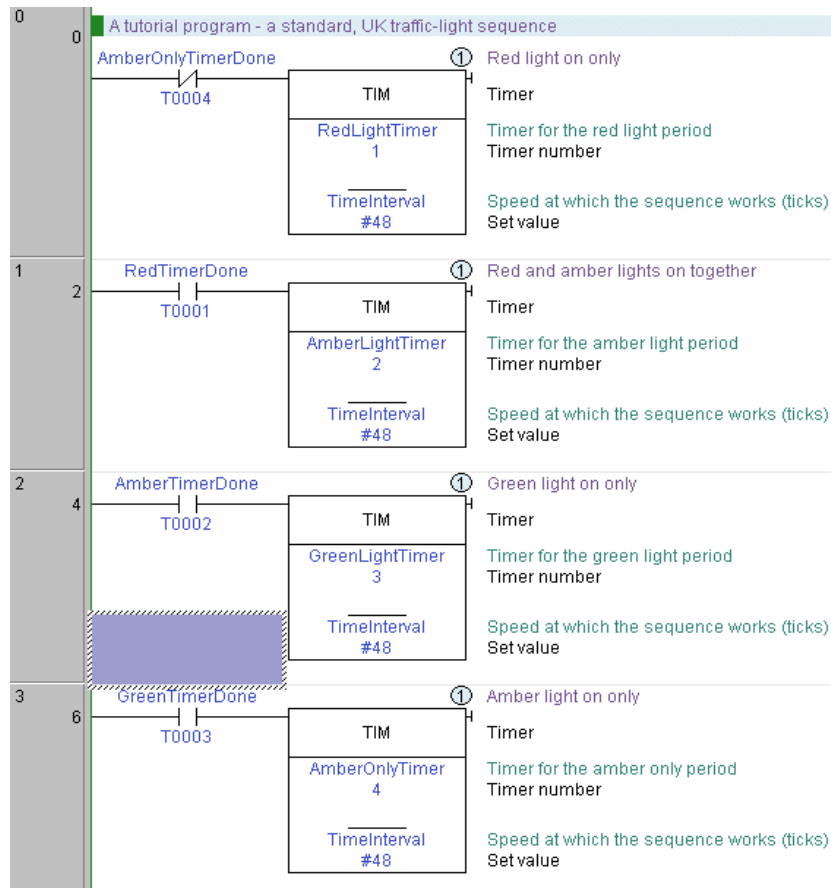 0
0
A tutorial program - a standard, UK traffic-light sequence
AmberOnlyTimerDone
1 Red light on only
T0004
TIM
Timer
RedLightTimer
Timer for the red light period
1
Timer number
TimeInterval
Speed at which the sequence works (ticks)
#48
Set value
1
2
RedTimerDone
1 Red and amber lights on together
T0001
TIM
Timer
AmberLightTimer
Timer for the amber light period
2
Timer number
TimeInterval
Speed at which the sequence works (ticks)
#48
Set value
2
4
AmberTimerDone
1 Green light on only
T0002
TIM
Timer
GreenLightTimer
Timer for the green light period
3
Timer number
TimeInterval
Speed at which the sequence works (ticks)
#48
Set value
3
6
GreenTimerDone
1 Amber light on only
T0003
TIM
Timer
AmberOnlyTimer
Timer for the amber only period
4
Timer number
TimeInterval
Speed at which the sequence works (ticks)
#48
Set value